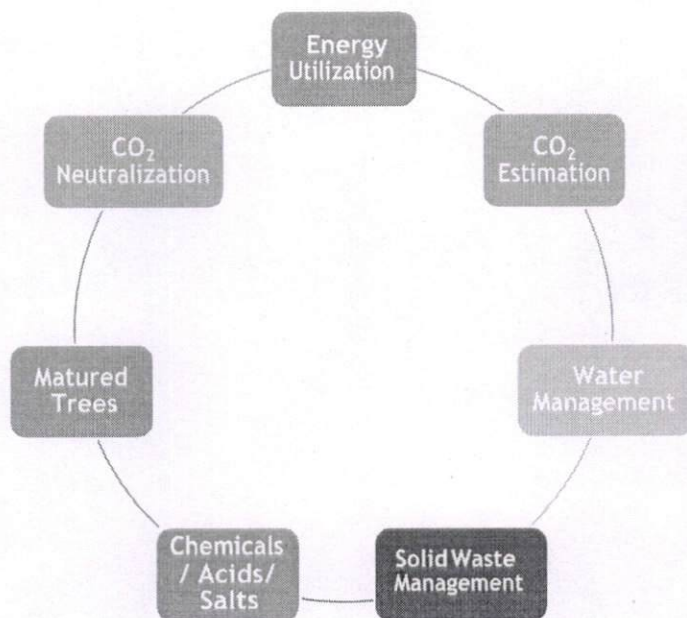 Energy
Utilization
CO₂
Estimation
Water
Management
Solid Waste
Management
Chemicals
/ Acids/
Salts
Matured
Trees
CO₂
Neutralization